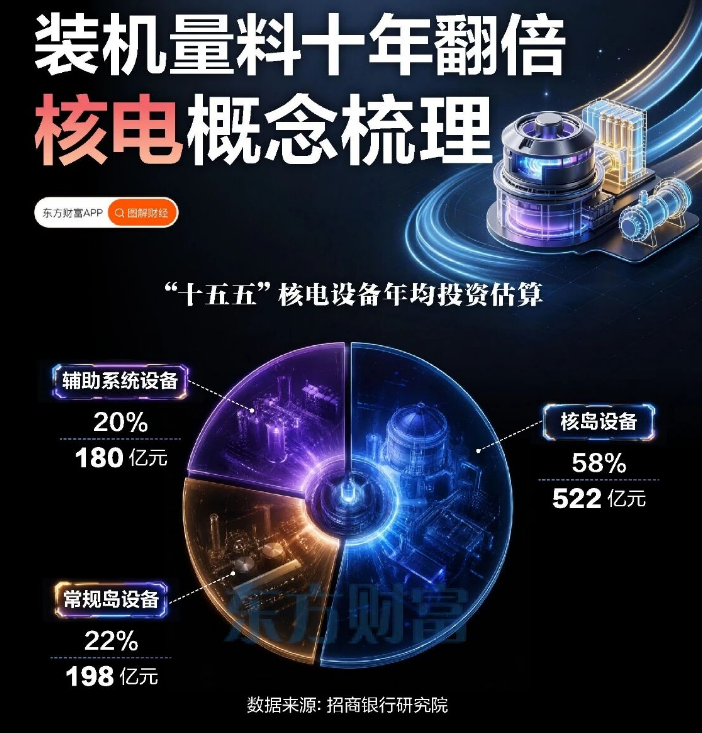 装机量料十年翻倍
核电概念梳理
东方财富APP 图解财经
“十五五”核电设备年均投资估算
辅助系统设备
20%
180 亿元
核岛设备
58%
522 亿元
常规岛设备
22%
198 亿元
东方财富
数据来源: 招商银行研究院